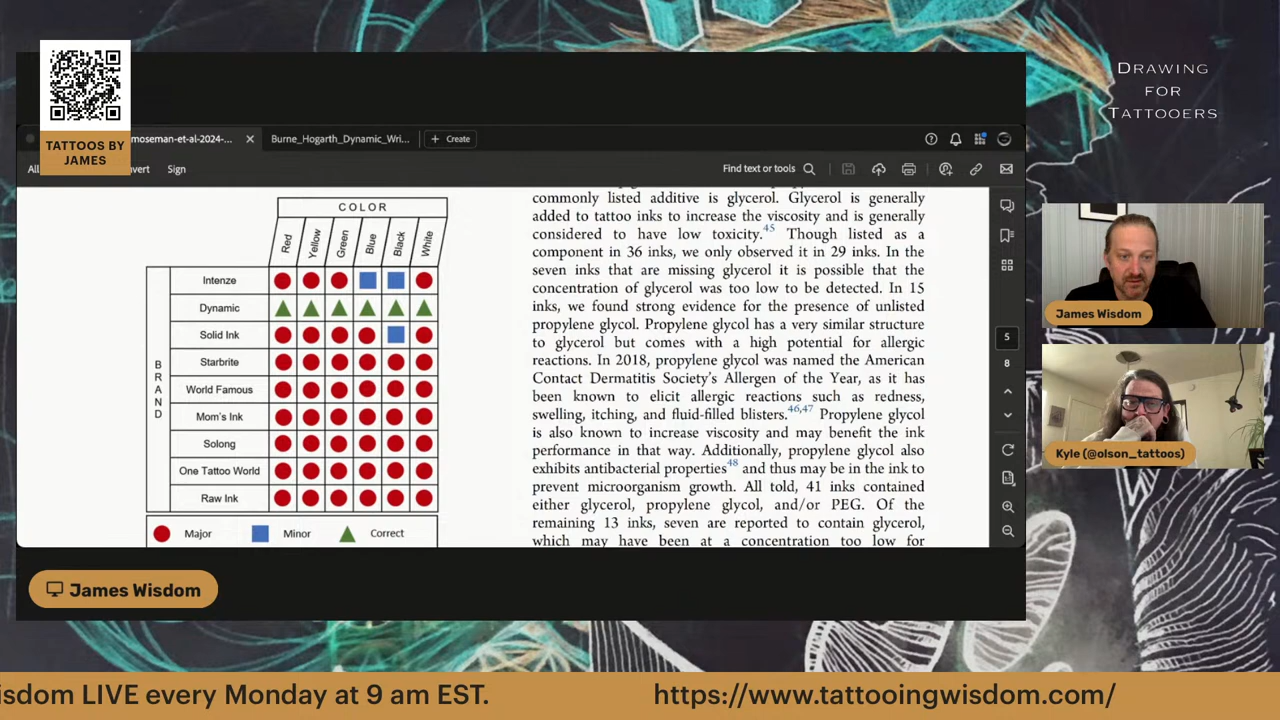 TATTOOS BY
JAMES
moseman-et-al-2024-...
Burne_Hogarth_Dynamic_Wri...
+ Create
All
vert
Sign
Find text or tools
COLOR
Red
Yellow
Green
Blue
Black
White
BRAND
Intenze
Dynamic
Solid Ink
Starbrite
World Famous
Mom's Ink
Solong
One Tattoo World
Raw Ink
Major
Minor
Correct
commonly listed additive is glycerol. Glycerol is generally
added to tattoo inks to increase the viscosity and is generally
considered to have low toxicity.45 Though listed as a
component in 36 inks, we only observed it in 29 inks. In the
seven inks that are missing glycerol it is possible that the
concentration of glycerol was too low to be detected. In 15
inks, we found strong evidence for the presence of unlisted
propylene glycol. Propylene glycol has a very similar structure
to glycerol but comes with a high potential for allergic
reactions. In 2018, propylene glycol was named the American
Contact Dermatitis Society's Allergen of the Year, as it has
been known to elicit allergic reactions such as redness,
swelling, itching, and fluid-filled blisters.46,47 Propylene glycol
is also known to increase viscosity and may benefit the ink
performance in that way. Additionally, propylene glycol also
exhibits antibacterial properties48 and thus may be in the ink to
prevent microorganism growth. All told, 41 inks contained
either glycerol, propylene glycol, and/or PEG. Of the
remaining 13 inks, seven are reported to contain glycerol,
which may have been at a concentration too low for
5
8
DRAWING
FOR
TATTOOERS
James Wisdom
Kyle (@olson_tattoos)
James Wisdom
isdom LIVE every Monday at 9 am EST.
https://www.tattooingwisdom.com/